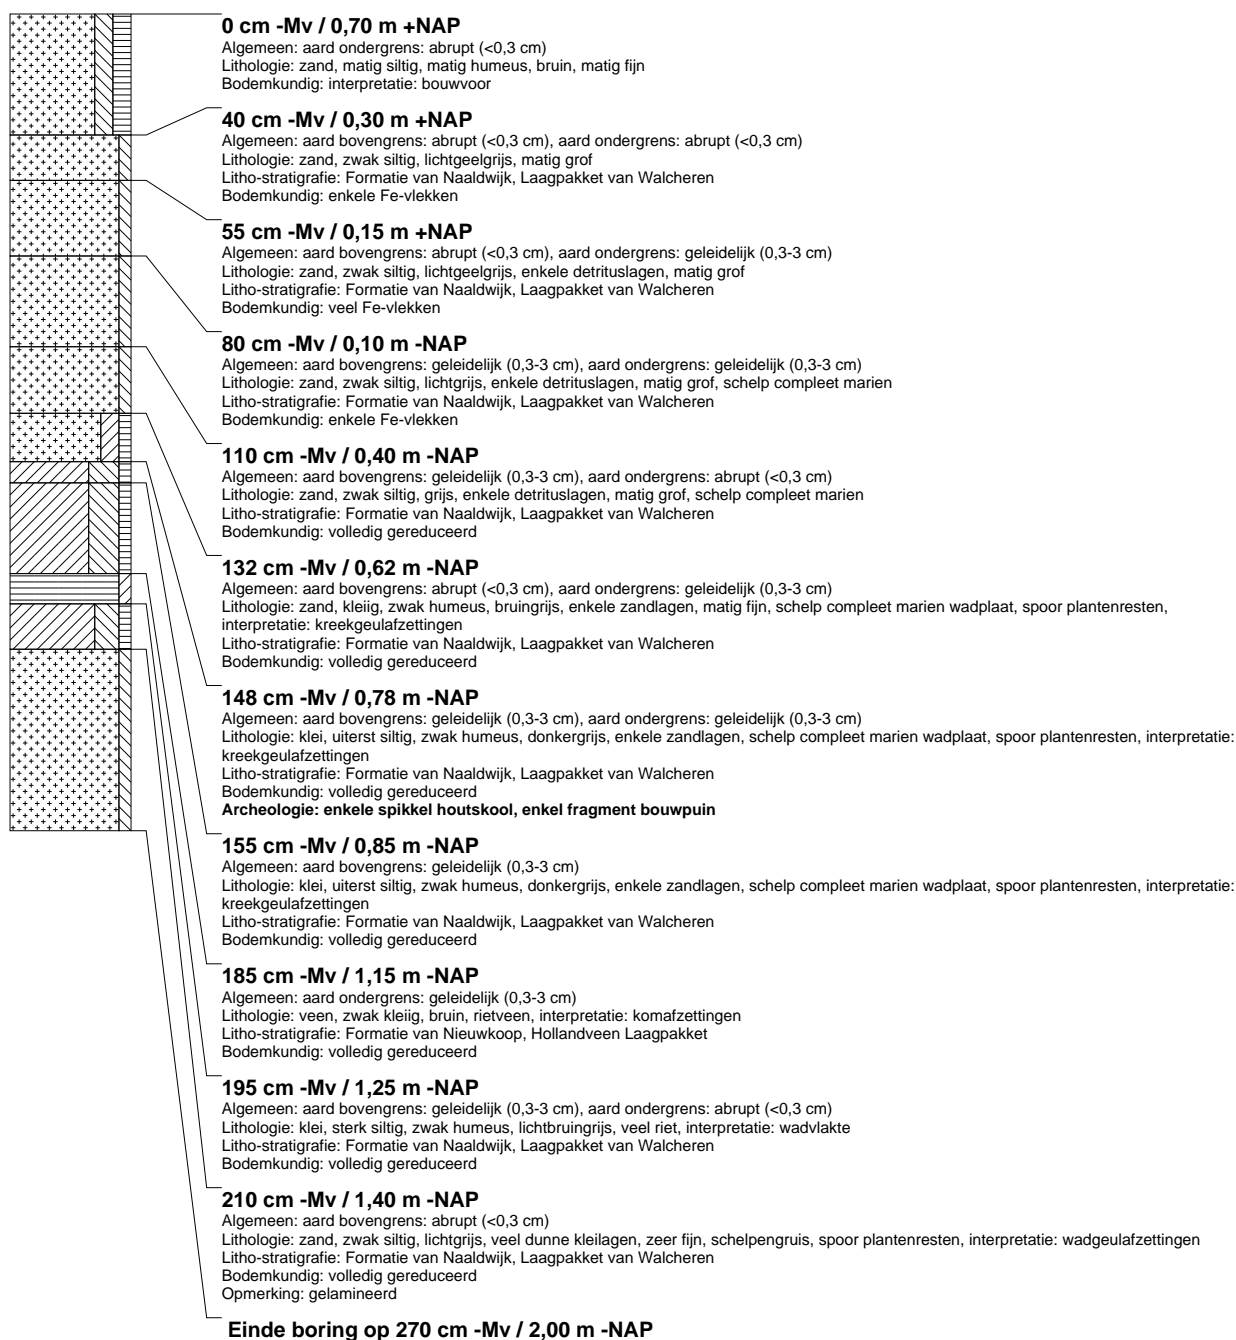 0 cm -Mv / 0,70 m +NAP
Algemeen: aard ondergrens: abrupt (<0,3 cm)
Lithologie: zand, matig siltig, matig humeus, bruin, matig fijn
Bodemkundig: interpretatie: bouwvoor
40 cm -Mv / 0,30 m +NAP
Algemeen: aard bovengrens: abrupt (<0,3 cm), aard ondergrens: abrupt (<0,3 cm)
Lithologie: zand, zwak siltig, lichtgeelgrijs, matig grof
Litho-stratigrafie: Formatie van Naaldwijk, Laagpakket van Walcheren
Bodemkundig: enkele Fe-vlekken
55 cm -Mv / 0,15 m +NAP
Algemeen: aard bovengrens: abrupt (<0,3 cm), aard ondergrens: geleidelijk (0,3-3 cm)
Lithologie: zand, zwak siltig, lichtgeelgrijs, enkele detrituslagen, matig grof
Litho-stratigrafie: Formatie van Naaldwijk, Laagpakket van Walcheren
Bodemkundig: veel Fe-vlekken
80 cm -Mv / 0,10 m -NAP
Algemeen: aard bovengrens: geleidelijk (0,3-3 cm), aard ondergrens: geleidelijk (0,3-3 cm)
Lithologie: zand, zwak siltig, lichtgrijs, enkele detrituslagen, matig grof, schelp compleet marien
Litho-stratigrafie: Formatie van Naaldwijk, Laagpakket van Walcheren
Bodemkundig: enkele Fe-vlekken
110 cm -Mv / 0,40 m -NAP
Algemeen: aard bovengrens: geleidelijk (0,3-3 cm), aard ondergrens: abrupt (<0,3 cm)
Lithologie: zand, zwak siltig, grijs, enkele detrituslagen, matig grof, schelp compleet marien
Litho-stratigrafie: Formatie van Naaldwijk, Laagpakket van Walcheren
Bodemkundig: volledig gereduceerd
132 cm -Mv / 0,62 m -NAP
Algemeen: aard bovengrens: abrupt (<0,3 cm), aard ondergrens: geleidelijk (0,3-3 cm)
Lithologie: zand, kleiig, zwak humeus, bruingrijs, enkele zandlagen, matig fijn, schelp compleet marien wadplaat, spoor plantenresten,
interpretatie: kreekgeulafzettingen
Litho-stratigrafie: Formatie van Naaldwijk, Laagpakket van Walcheren
Bodemkundig: volledig gereduceerd
148 cm -Mv / 0,78 m -NAP
Algemeen: aard bovengrens: geleidelijk (0,3-3 cm), aard ondergrens: geleidelijk (0,3-3 cm)
Lithologie: klei, uiterst siltig, zwak humeus, donkergrijs, enkele zandlagen, schelp compleet marien wadplaat, spoor plantenresten, interpretatie:
kreekgeulafzettingen
Litho-stratigrafie: Formatie van Naaldwijk, Laagpakket van Walcheren
Bodemkundig: volledig gereduceerd
Archeologie: enkele spikkel houtskool, enkel fragment bouwpuin
155 cm -Mv / 0,85 m -NAP
Algemeen: aard bovengrens: geleidelijk (0,3-3 cm)
Lithologie: klei, uiterst siltig, zwak humeus, donkergrijs, enkele zandlagen, schelp compleet marien wadplaat, spoor plantenresten, interpretatie:
kreekgeulafzettingen
Litho-stratigrafie: Formatie van Naaldwijk, Laagpakket van Walcheren
Bodemkundig: volledig gereduceerd
185 cm -Mv / 1,15 m -NAP
Algemeen: aard ondergrens: geleidelijk (0,3-3 cm)
Lithologie: veen, zwak kleiig, bruin, rietveen, interpretatie: komafzettingen
Litho-stratigrafie: Formatie van Nieuwkoop, Hollandveen Laagpakket
Bodemkundig: volledig gereduceerd
195 cm -Mv / 1,25 m -NAP
Algemeen: aard bovengrens: geleidelijk (0,3-3 cm), aard ondergrens: abrupt (<0,3 cm)
Lithologie: klei, sterk siltig, zwak humeus, lichtbruingrijs, veel riet, interpretatie: wadvlakte
Litho-stratigrafie: Formatie van Naaldwijk, Laagpakket van Walcheren
Bodemkundig: volledig gereduceerd
210 cm -Mv / 1,40 m -NAP
Algemeen: aard bovengrens: abrupt (<0,3 cm)
Lithologie: zand, zwak siltig, lichtgrijs, veel dunne kleilagen, zeer fijn, schelpengruis, spoor plantenresten, interpretatie: wadgeulafzettingen
Litho-stratigrafie: Formatie van Naaldwijk, Laagpakket van Walcheren
Bodemkundig: volledig gereduceerd
Opmerking: gelamineerd
Einde boring op 270 cm -Mv / 2,00 m -NAP